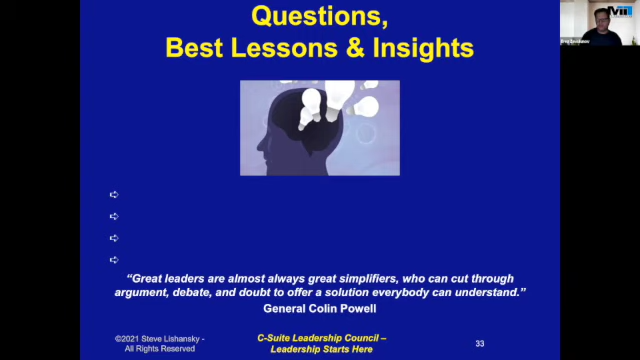 Questions,
Best Lessons & Insights
“Great leaders are almost always great simplifiers, who can cut through
argument, debate, and doubt to offer a solution everybody can understand.”
General Colin Powell
©2021 Steve Lishansky -
All Rights Reserved
C-Suite Leadership Council –
Leadership Starts Here
33